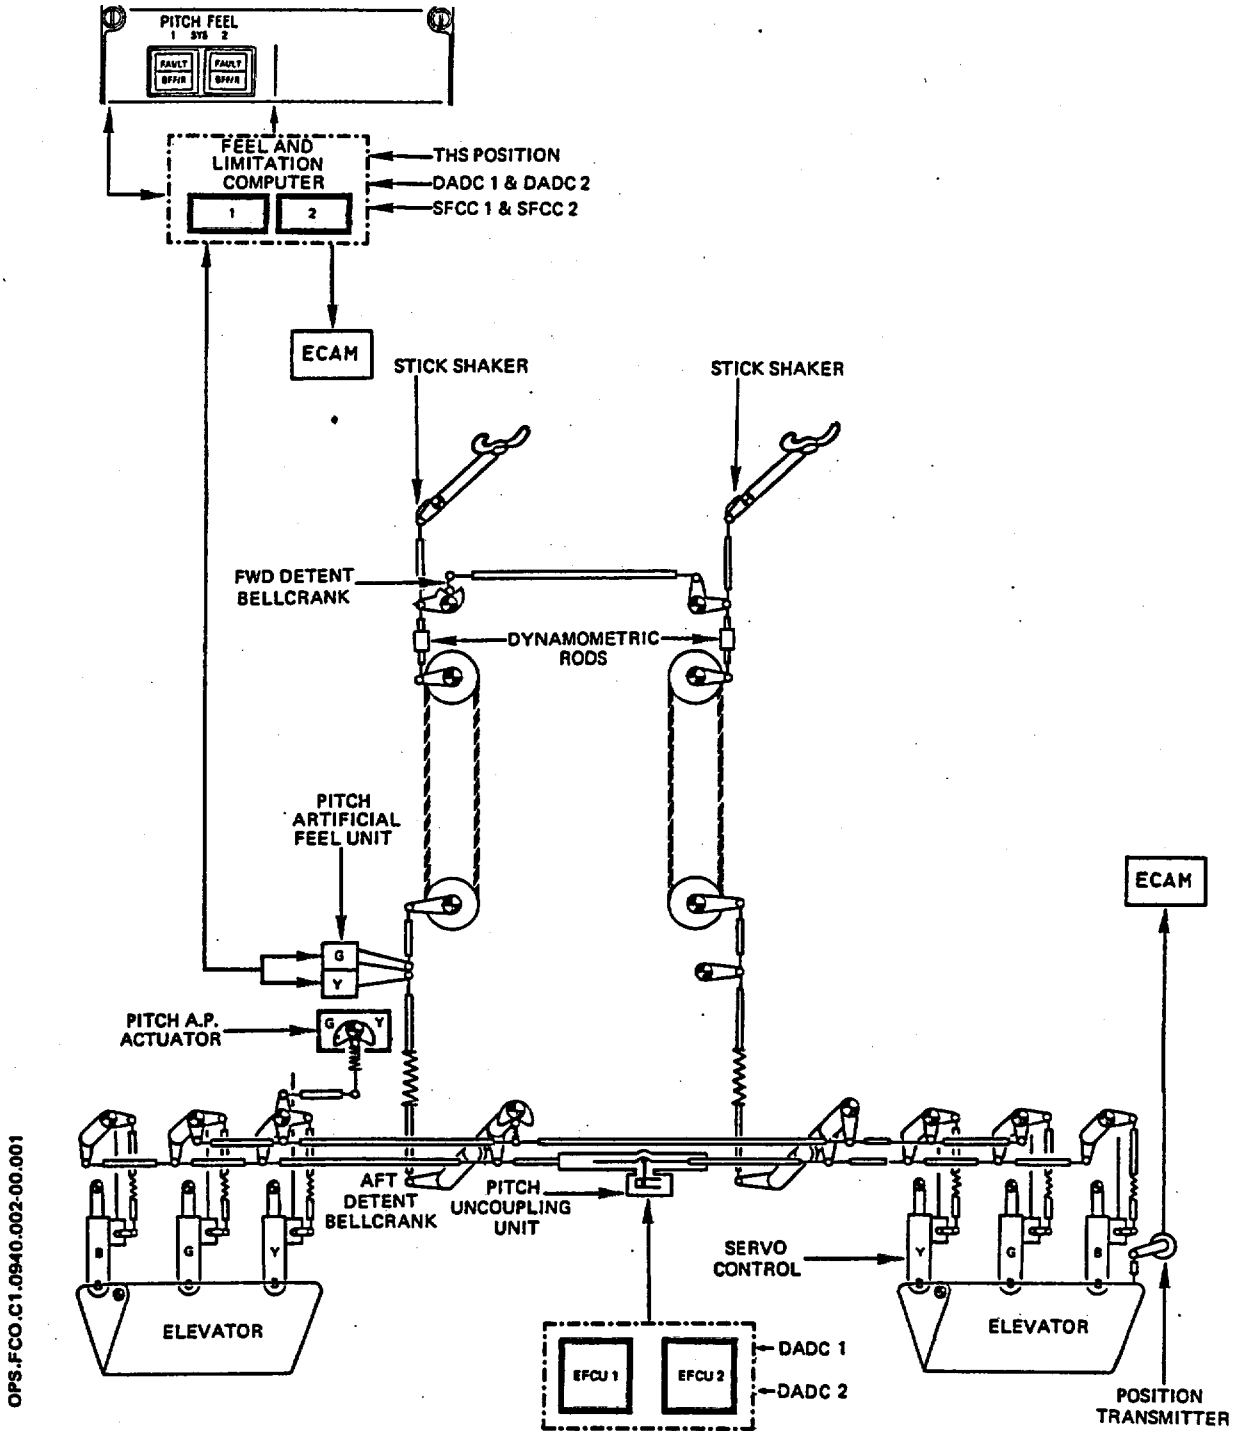 PITCH FEEL
1 SYS 2
FAULT
OFF/R
FAULT
OFF/R
FEEL AND
LIMITATION
COMPUTER
1
2
THS POSITION
DADC 1 & DADC 2
SFCC 1 & SFCC 2
ECAM
STICK SHAKER
STICK SHAKER
FWD DETENT
BELLCRANK
DYNAMOMETRIC
RODS
PITCH
ARTIFICIAL
FEEL UNIT
ECAM
G
Y
PITCH A.P.
ACTUATOR
G
Y
AFT
DETENT
BELLCRANK
PITCH
UNCOUPLING
UNIT
B
G
Y
SERVO
CONTROL
Y
G
B
ELEVATOR
ELEVATOR
EFCU 1
EFCU 2
DADC 1
DADC 2
POSITION
TRANSMITTER
OPS.FCO.C1.0940.002-00.001